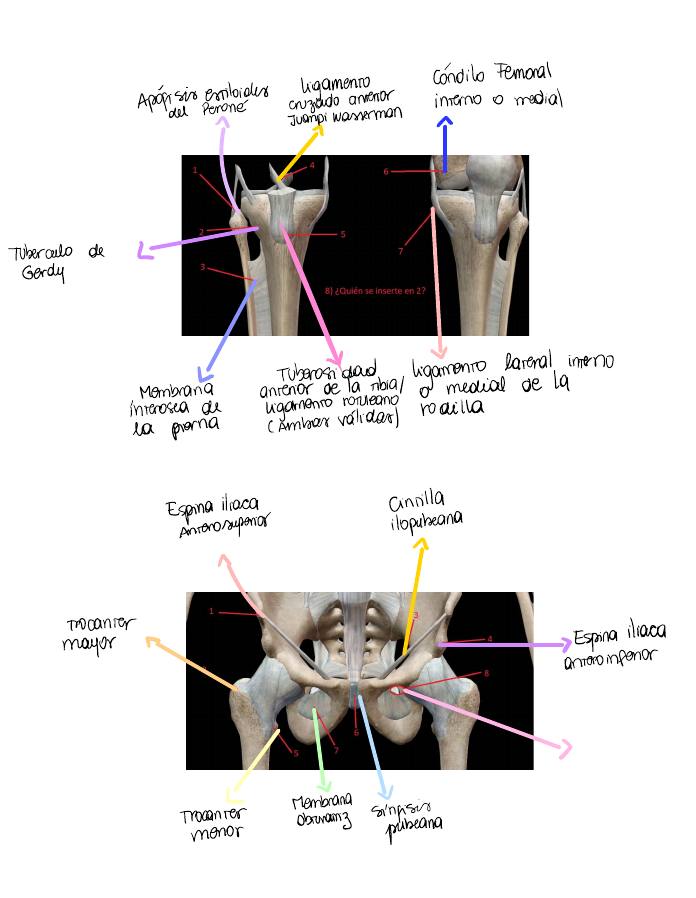 Apófisis estiloides
del Peroné
Ligamento
cruzado anterior
Juampi Wasserman
Cóndilo Femoral
interno o medial
1
4
6
2
5
3
7
8) ¿Quién se inserte en 2?
Tubérculo de
Gerdy
Membrana
interosea de
la pierna
Tuberosidad
anterior de la tibia/
ligamento rotuleano
(Ambas válidas)
ligamento lateral interno
o medial de la
rodilla
Espina iliaca
Anterosuperior
Cintilla
iliopubeana
Trocanter
mayor
1
3
4
8
6
5
7
Espina iliaca
anteroinferior
Trocanter
menor
Membrana
obturatriz
sínfisis
pubeana